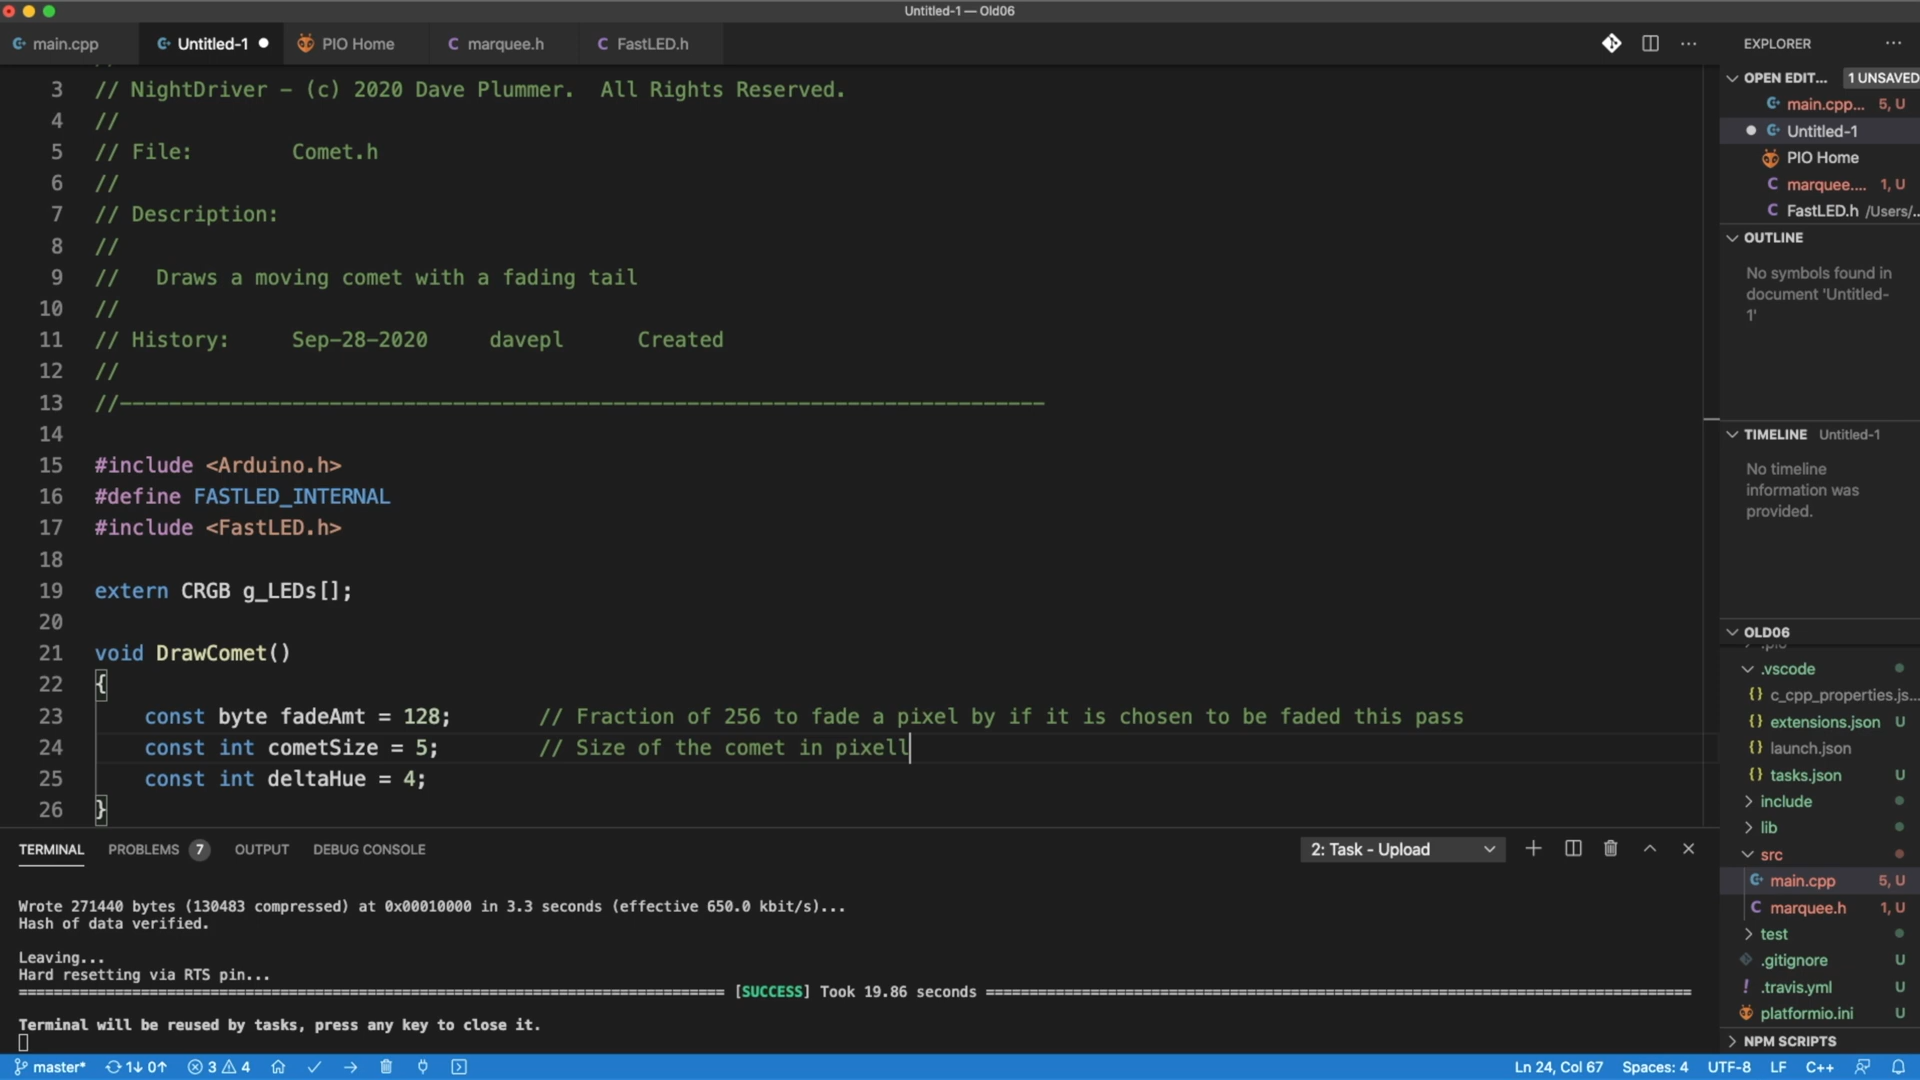 Untitled-1 — Old06
main.cpp
Untitled-1
PIO Home
marquee.h
FastLED.h
3 // NightDriver - (c) 2020 Dave Plummer.  All Rights Reserved.
4 //
5 // File:        Comet.h
6 //
7 // Description:
8 //
9 //   Draws a moving comet with a fading tail
10 //
11 // History:     Sep-28-2020     davepl      Created
12 //
13 //---------------------------------------------------------------------------
14
15 #include <Arduino.h>
16 #define FASTLED_INTERNAL
17 #include <FastLED.h>
18
19 extern CRGB g_LEDs[];
20
21 void DrawComet()
22 {
23     const byte fadeAmt = 128;       // Fraction of 256 to fade a pixel by if it is chosen to be faded this pass
24     const int cometSize = 5;        // Size of the comet in pixell
25     const int deltaHue = 4;
26 }
TERMINAL PROBLEMS 7 OUTPUT DEBUG CONSOLE
2: Task - Upload
Wrote 271440 bytes (130483 compressed) at 0x00010000 in 3.3 seconds (effective 650.0 kbit/s)...
Hash of data verified.
Leaving...
Hard resetting via RTS pin...
[SUCCESS] Took 19.86 seconds
Terminal will be reused by tasks, press any key to close it.
EXPLORER
OPEN EDIT... 1 UNSAVED
main.cpp... 5, U
Untitled-1
PIO Home
marquee.... 1, U
FastLED.h /Users/...
OUTLINE
No symbols found in
document 'Untitled-
1'
TIMELINE Untitled-1
No timeline
information was
provided.
OLD06
.pio
.vscode
c_cpp_properties.js...
extensions.json U
launch.json
tasks.json U
include
lib
src
main.cpp 5, U
marquee.h 1, U
test
.gitignore U
.travis.yml U
platformio.ini U
NPM SCRIPTS
master* 1↓ 0↑ 3 4
Ln 24, Col 67 Spaces: 4 UTF-8 LF C++